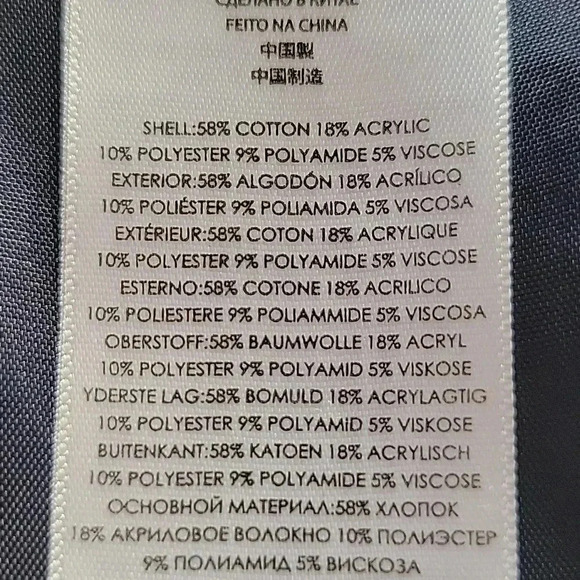 СДЕЛАНО В КИТАЕ
FEITO NA CHINA
中国製
中国制造
SHELL:58% COTTON 18% ACRYLIC
10% POLYESTER 9% POLYAMIDE 5% VISCOSE
EXTERIOR:58% ALGODÓN 18% ACRÍLICO
10% POLIÉSTER 9% POLIAMIDA 5% VISCOSA
EXTÉRIEUR:58% COTON 18% ACRYLIQUE
10% POLYESTER 9% POLYAMIDE 5% VISCOSE
ESTERNO:58% COTONE 18% ACRILICO
10% POLIESTERE 9% POLIAMMIDE 5% VISCOSA
OBERSTOFF:58% BAUMWOLLE 18% ACRYL
10% POLYESTER 9% POLYAMID 5% VISKOSE
YDERSTE LAG:58% BOMULD 18% ACRYLAGTIG
10% POLYESTER 9% POLYAMID 5% VISKOSE
BUITENKANT:58% KATOEN 18% ACRYLISCH
10% POLYESTER 9% POLYAMIDE 5% VISCOSE
ОСНОВНОЙ МАТЕРИАЛ:58% ХЛОПОК
18% АКРИЛОВОЕ ВОЛОКНО 10% ПОЛИЭСТЕР
9% ПОЛИАМИД 5% ВИСКОЗА